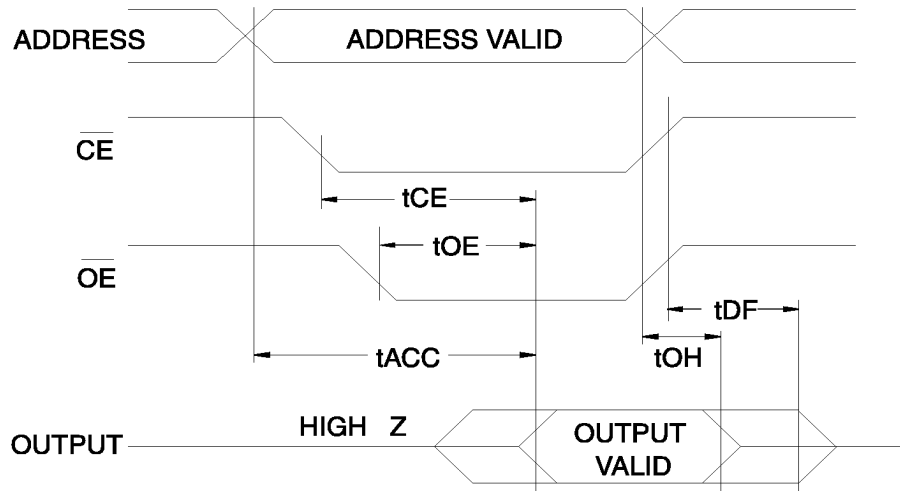 ADDRESS
ADDRESS VALID
CE
tCE
tOE
OE
tDF
tACC
tOH
HIGH Z
OUTPUT
OUTPUT
VALID